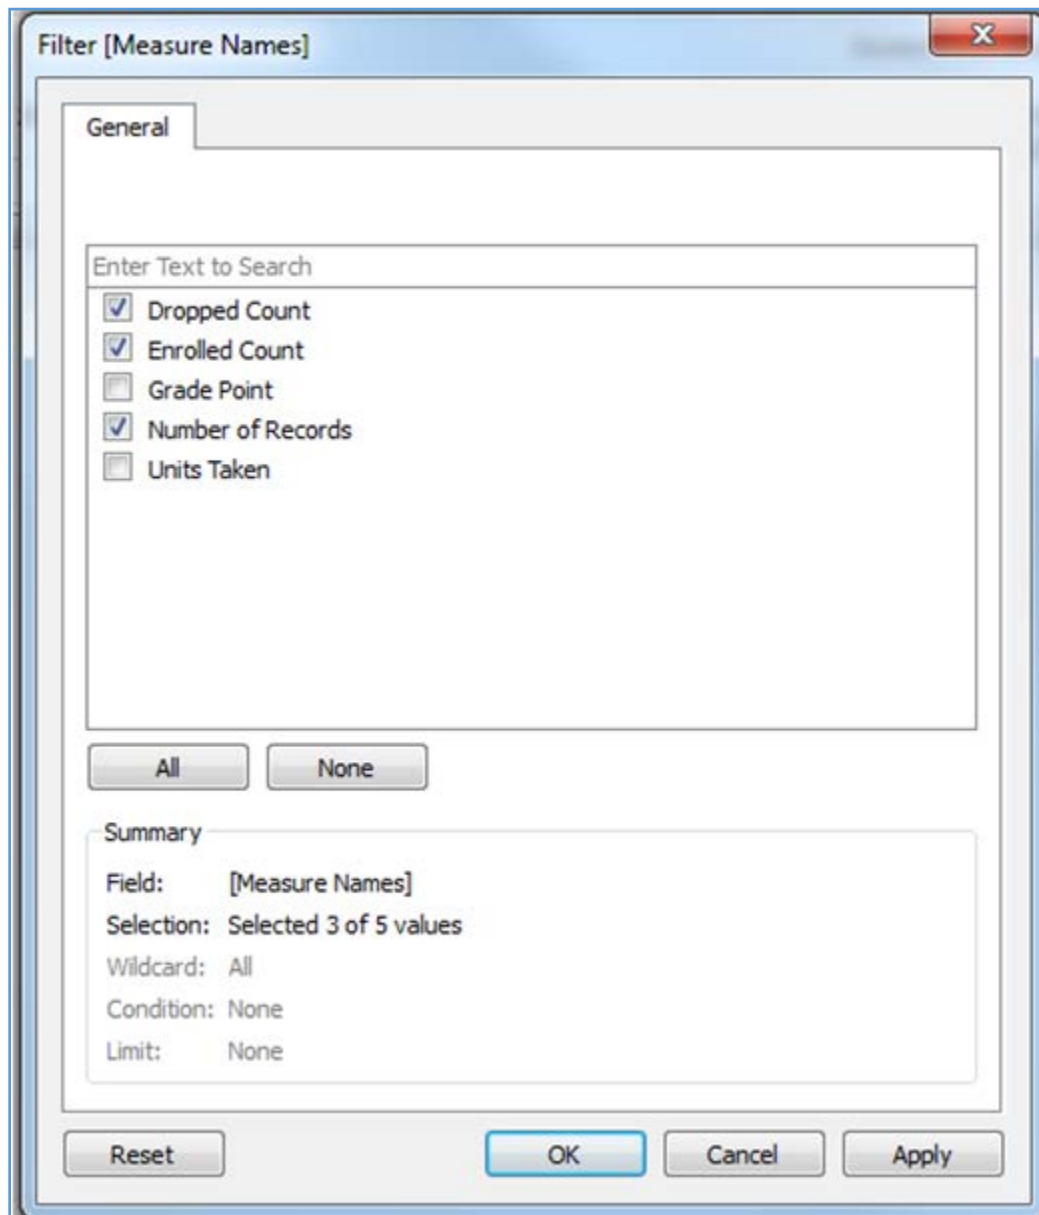 Filter [Measure Names]
General
Enter Text to Search
Dropped Count
Enrolled Count
Grade Point
Number of Records
Units Taken
All None
Summary
Field: [Measure Names]
Selection: Selected 3 of 5 values
Wildcard: All
Condition: None
Limit: None
Reset OK Cancel Apply